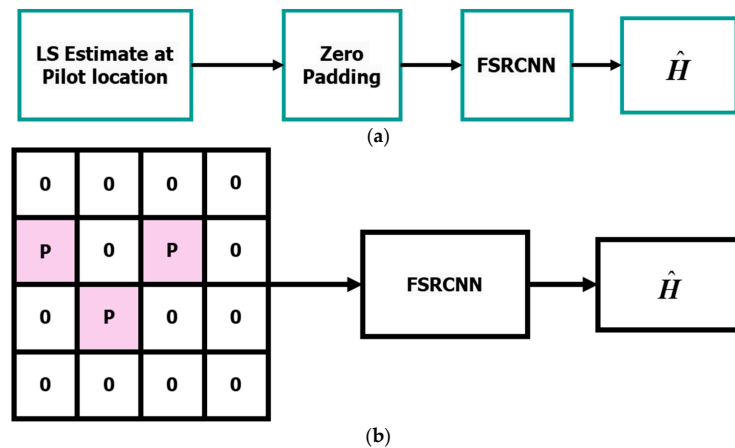 LS Estimate at
Pilot location
Zero
Padding
FSRCNN
Ĥ
(a)
0 0 0 0
P 0 P 0
0 P 0 0
0 0 0 0
FSRCNN
Ĥ
(b)